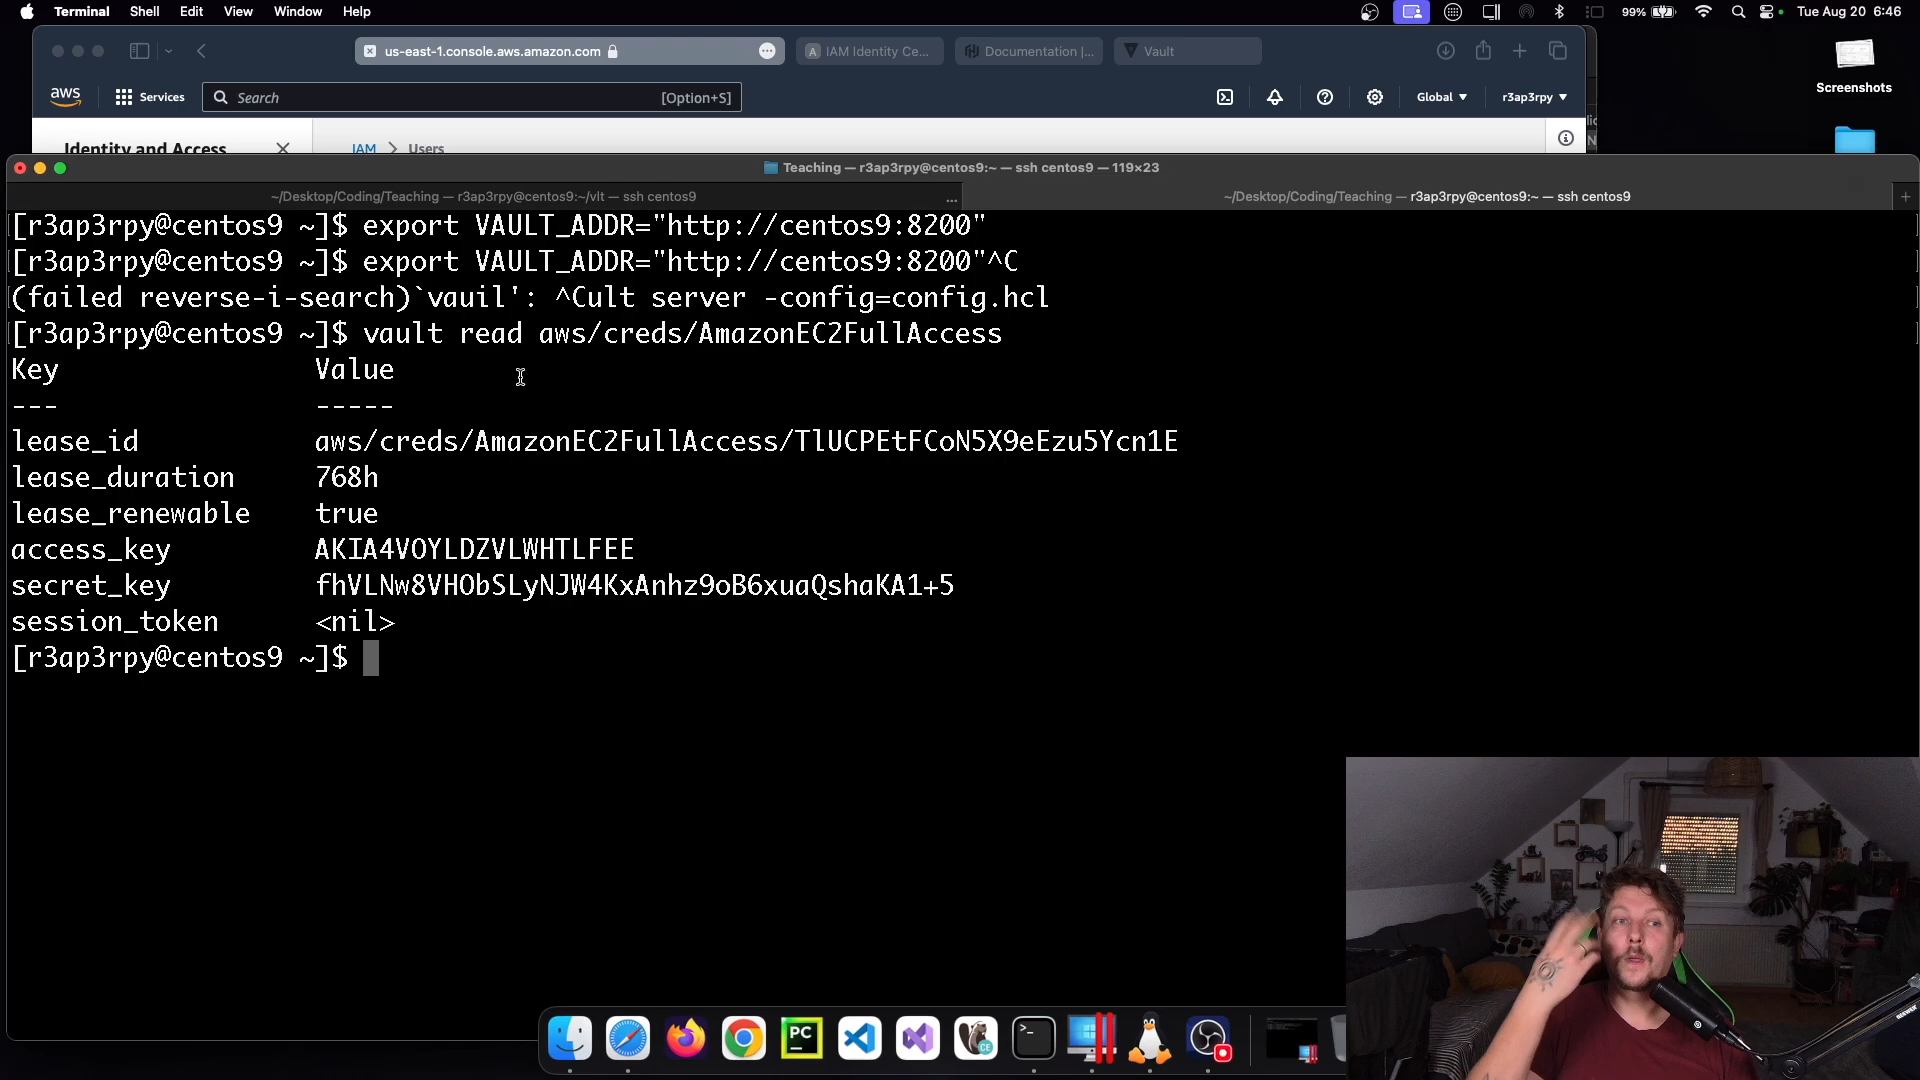 Terminal Shell Edit View Window Help 99% Tue Aug 20 6:46
us-east-1.console.aws.amazon.com IAM Identity Ce... Documentation |... Vault
aws Services Search [Option+S] Global r3ap3rpy
Screenshots
Identity and Access IAM > Users
Teaching — r3ap3rpy@centos9:~ — ssh centos9 — 119×23
~/Desktop/Coding/Teaching — r3ap3rpy@centos9:~/vlt — ssh centos9 ... ~/Desktop/Coding/Teaching — r3ap3rpy@centos9:~ — ssh centos9
[r3ap3rpy@centos9 ~]$ export VAULT_ADDR="http://centos9:8200"
[r3ap3rpy@centos9 ~]$ export VAULT_ADDR="http://centos9:8200"^C
(failed reverse-i-search)`vauil': ^Cult server -config=config.hcl
[r3ap3rpy@centos9 ~]$ vault read aws/creds/AmazonEC2FullAccess
Key Value
--- -----
lease_id aws/creds/AmazonEC2FullAccess/TlUCPEtFCoN5X9eEzu5Ycn1E
lease_duration 768h
lease_renewable true
access_key AKIA4VOYLDZVLWHTLFEE
secret_key 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
session_token <nil>
[r3ap3rpy@centos9 ~]$
PC
CE